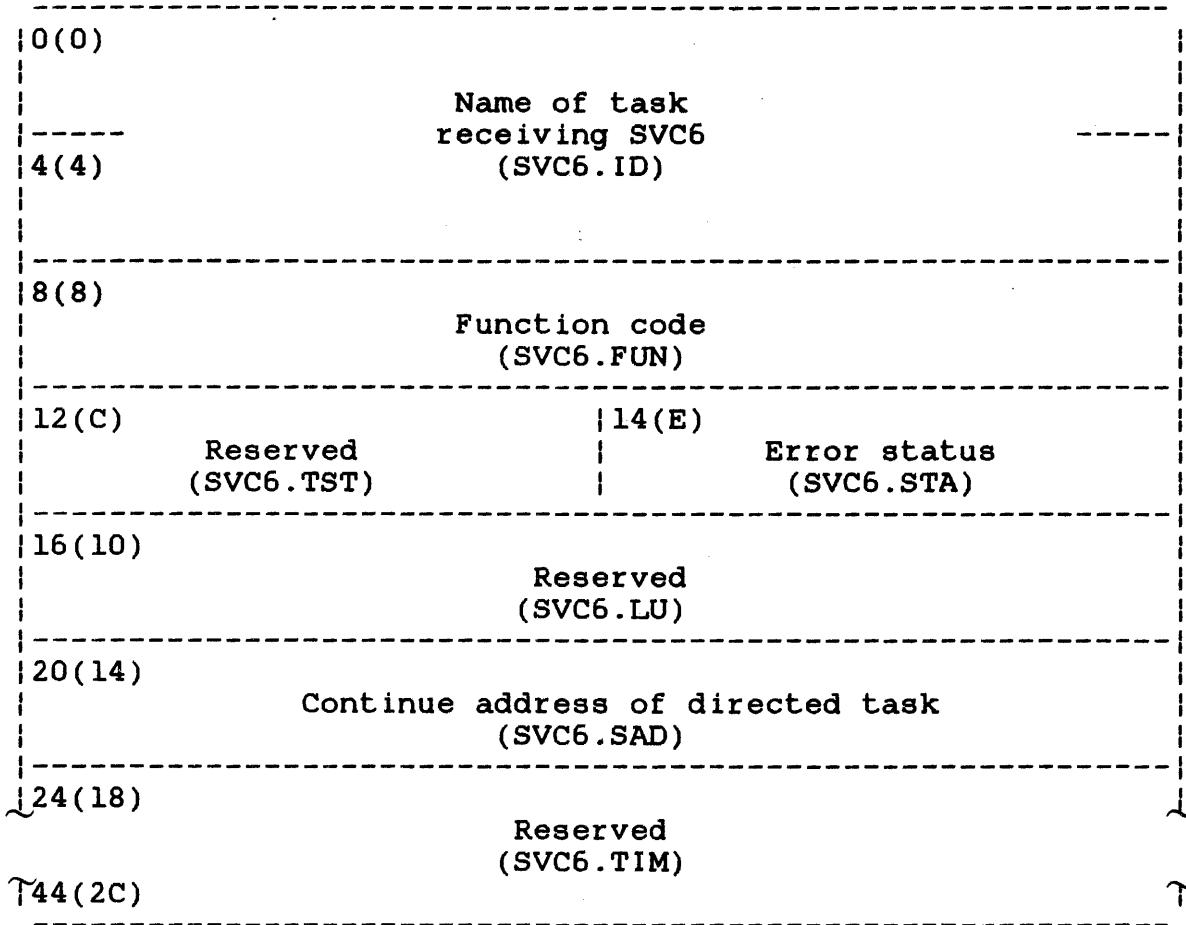 0(0)
Name of task
receiving SVC6
4(4) (SVC6.ID)
8(8)
Function code
(SVC6.FUN)
12(C) 14(E)
Reserved Error status
(SVC6.TST) (SVC6.STA)
16(10)
Reserved
(SVC6.LU)
20(14)
Continue address of directed task
(SVC6.SAD)
24(18)
Reserved
(SVC6.TIM)
44(2C)